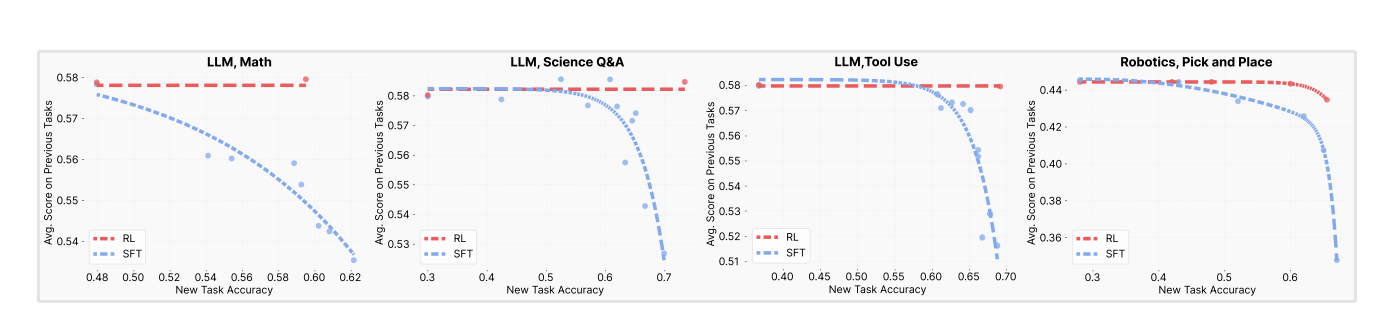 LLM, Math
Avg. Score on Previous Tasks
0.58
0.57
0.56
0.55
0.54
RL
SFT
0.48 0.50 0.52 0.54 0.56 0.58 0.60 0.62
New Task Accuracy
LLM, Science Q&A
Avg. Score on Previous Tasks
0.58
0.57
0.56
0.55
0.54
0.53
RL
SFT
0.3 0.4 0.5 0.6 0.7
New Task Accuracy
LLM,Tool Use
Avg. Score on Previous Tasks
0.58
0.57
0.56
0.55
0.54
0.53
0.52
0.51
RL
SFT
0.40 0.45 0.50 0.55 0.60 0.65 0.70
New Task Accuracy
Robotics, Pick and Place
Avg. Score on Previous Tasks
0.44
0.42
0.40
0.38
0.36
RL
SFT
0.3 0.4 0.5 0.6
New Task Accuracy